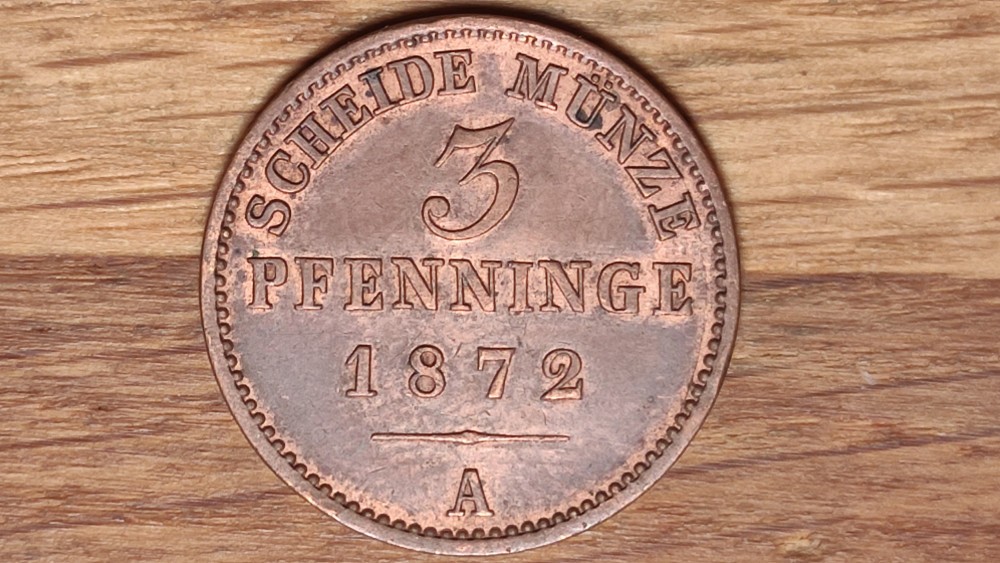 SCHEIDE MÜNZE
3
PFENNINGE
1872
A